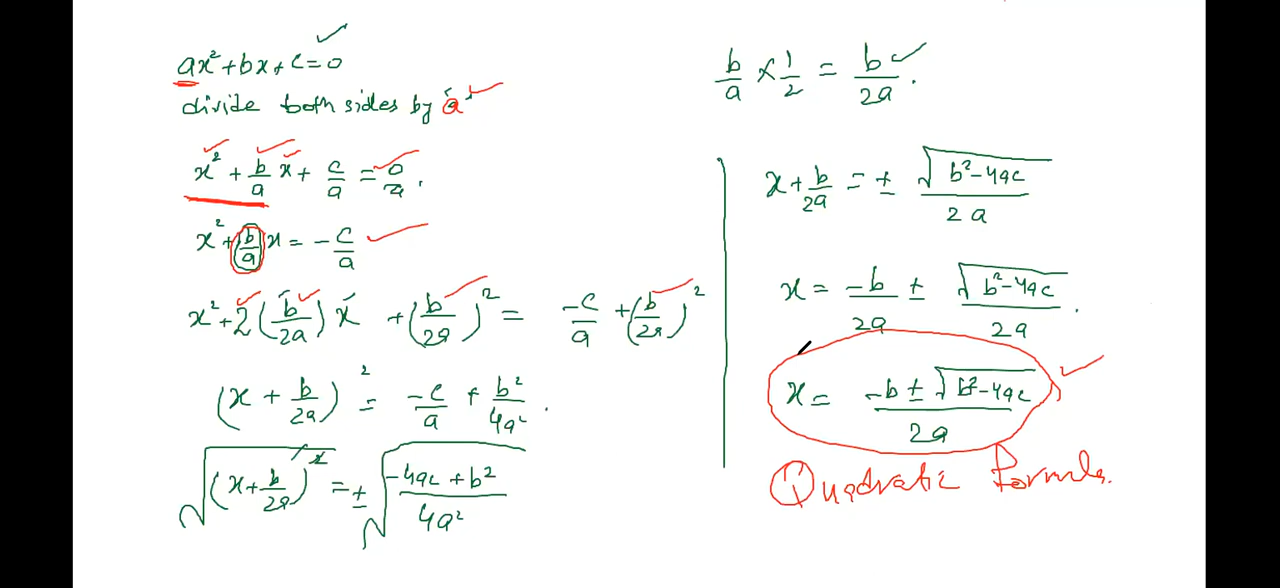 ax² + bx + c = 0
divide both sides by 'a'
x² + b/a x + c/a = 0/a.
x² + b/a x = -c/a
x² + 2(b/2a)x + (b/2a)² = -c/a + (b/2a)²
(x + b/2a)² = -c/a + b²/4a².
√(x + b/2a)² = ± √(-4ac + b²)/4a²
b/a × 1/2 = b/2a.
x + b/2a = ± √b²-4ac / 2a
x = -b/2a ± √b²-4ac / 2a.
x = -b ± √b²-4ac / 2a
Quadratic Formula.